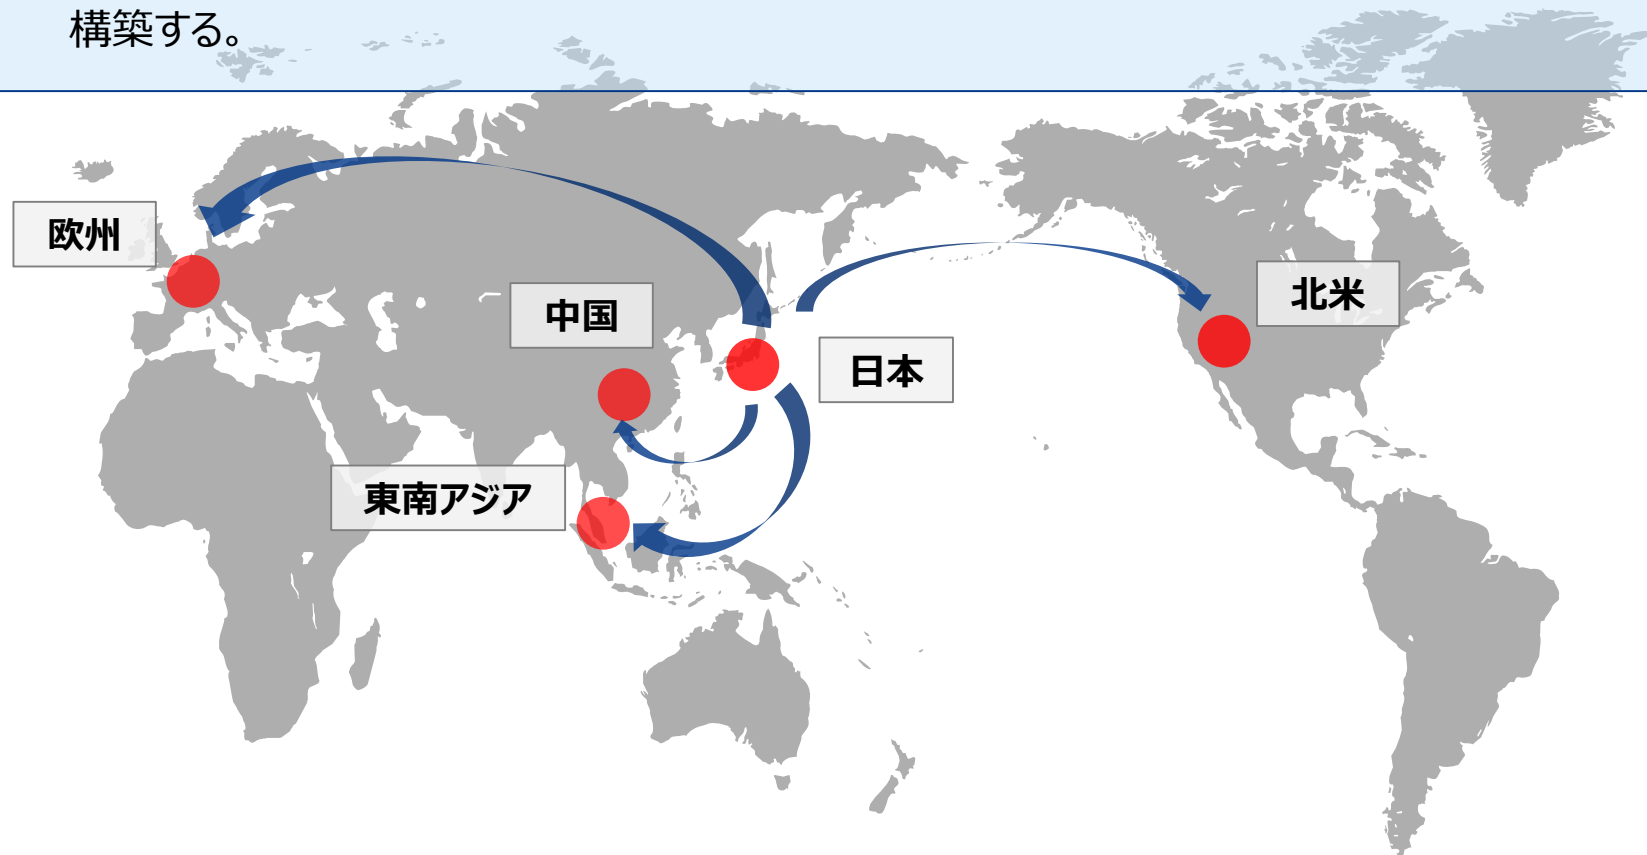 構築する。
欧州
中国
北米
日本
東南アジア